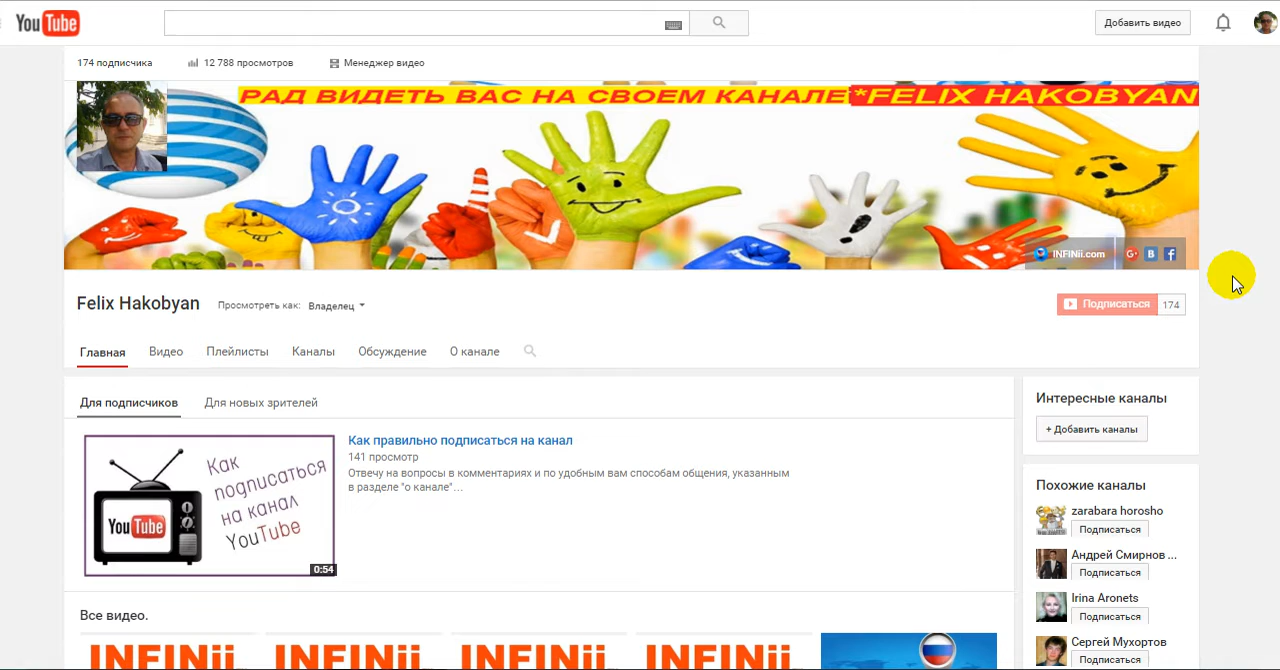 YouTube
Добавить видео
174 подписчика
12 788 просмотров
Менеджер видео
РАД ВИДЕТЬ ВАС НА СВОЕМ КАНАЛЕ*FELIX HAKOBYAN
INFINii.com
G+ B f
Felix Hakobyan
Просмотреть как: Владелец
Подписаться 174
Главная Видео Плейлисты Каналы Обсуждение О канале
Для подписчиков Для новых зрителей
Как подписаться на канал YouTube
YouTube
0:54
Как правильно подписаться на канал
141 просмотр
Отвечу на вопросы в комментариях и по удобным вам способам общения, указанным
в разделе "о канале"...
Все видео.
INFINii INFINii INFINii INFINii
Интересные каналы
+ Добавить каналы
Похожие каналы
zarabara horosho
Подписаться
Андрей Смирнов ...
Подписаться
Irina Aronets
Подписаться
Сергей Мухортов
Подписаться